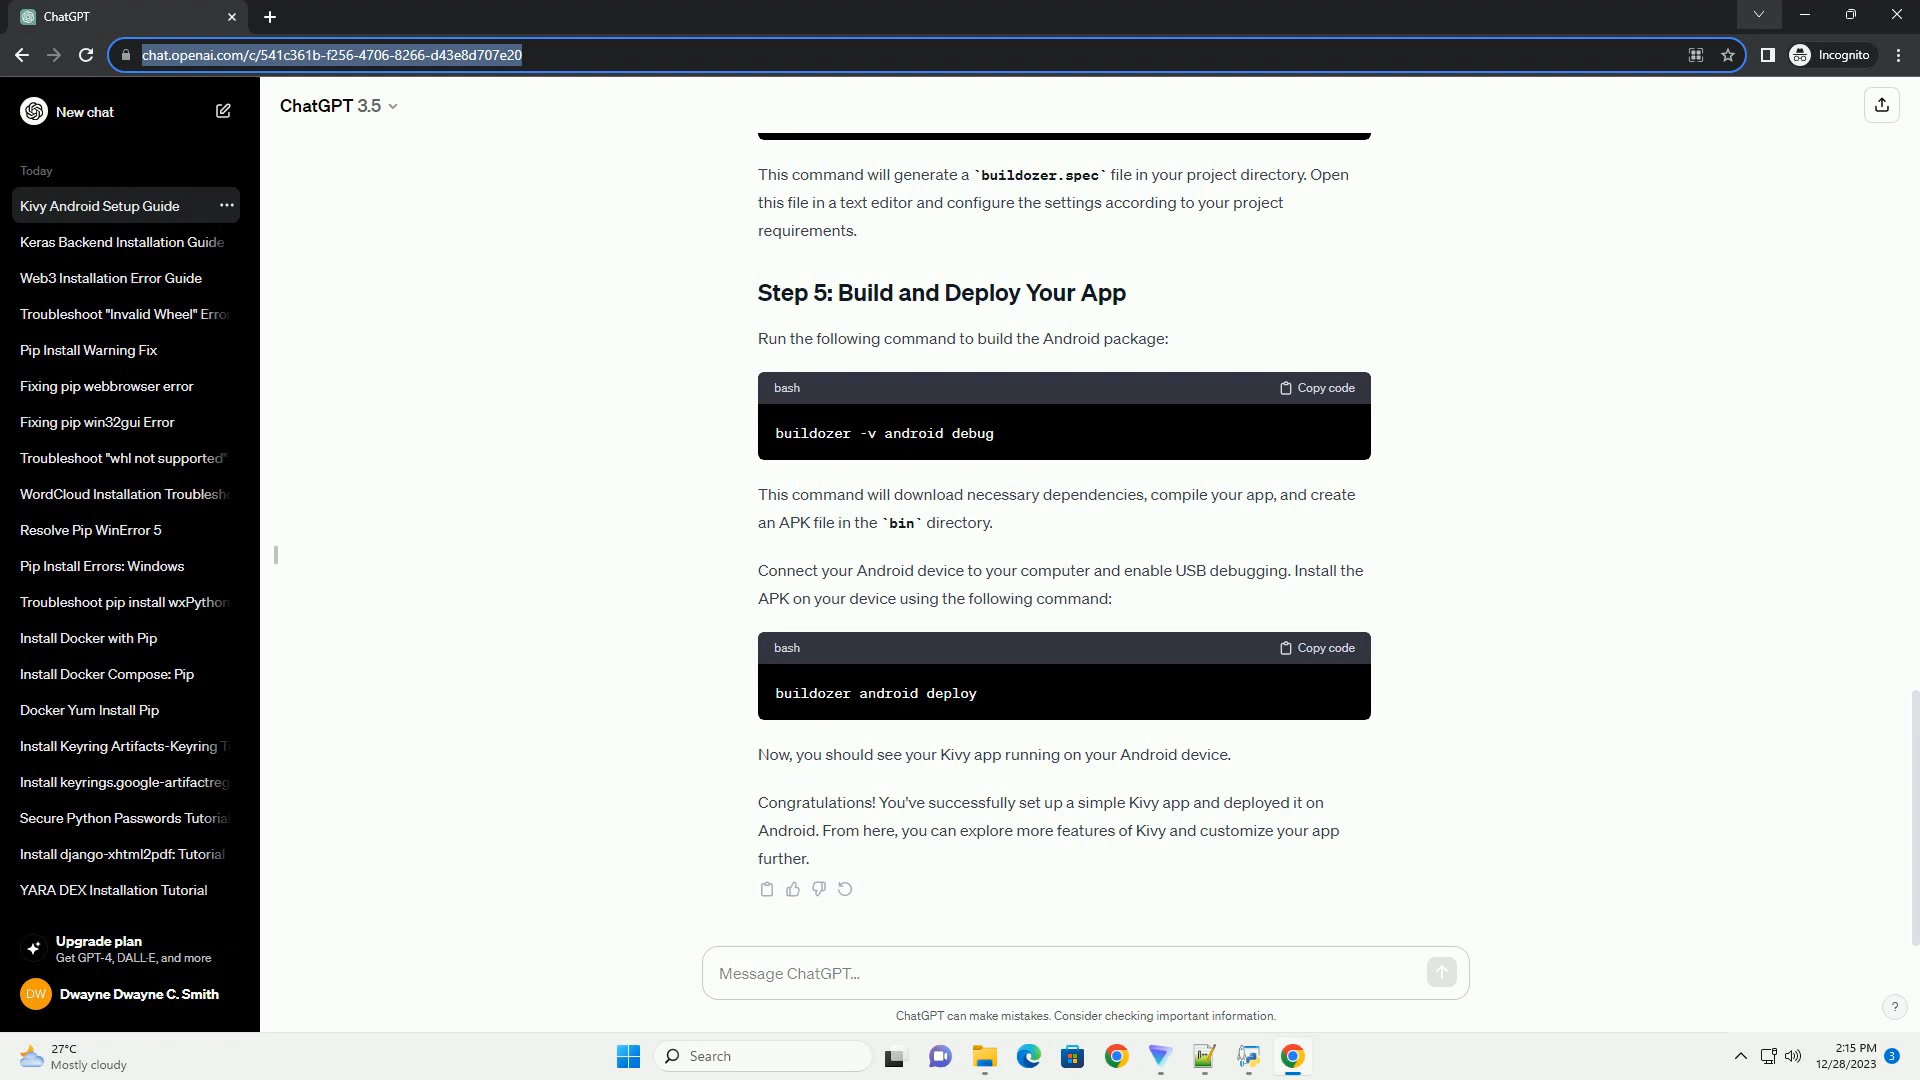 ChatGPT
chat.openai.com/c/541c361b-f256-4706-8266-d43e8d707e20
Incognito
New chat
Today
Kivy Android Setup Guide
Keras Backend Installation Guide
Web3 Installation Error Guide
Troubleshoot "Invalid Wheel" Erro
Pip Install Warning Fix
Fixing pip webbrowser error
Fixing pip win32gui Error
Troubleshoot "whl not supported"
WordCloud Installation Troublesh
Resolve Pip WinError 5
Pip Install Errors: Windows
Troubleshoot pip install wxPython
Install Docker with Pip
Install Docker Compose: Pip
Docker Yum Install Pip
Install Keyring Artifacts-Keyring T
Install keyrings.google-artifactreg
Secure Python Passwords Tutorial
Install django-xhtml2pdf: Tutorial
YARA DEX Installation Tutorial
Upgrade plan
Get GPT-4, DALL·E, and more
DW
Dwayne Dwayne C. Smith
ChatGPT 3.5
This command will generate a `buildozer.spec` file in your project directory. Open
this file in a text editor and configure the settings according to your project
requirements.
Step 5: Build and Deploy Your App
Run the following command to build the Android package:
bash
Copy code
buildozer -v android debug
This command will download necessary dependencies, compile your app, and create
an APK file in the `bin` directory.
Connect your Android device to your computer and enable USB debugging. Install the
APK on your device using the following command:
bash
Copy code
buildozer android deploy
Now, you should see your Kivy app running on your Android device.
Congratulations! You've successfully set up a simple Kivy app and deployed it on
Android. From here, you can explore more features of Kivy and customize your app
further.
Message ChatGPT...
ChatGPT can make mistakes. Consider checking important information.
?
27°C
Mostly cloudy
Search
2:15 PM
12/28/2023
3